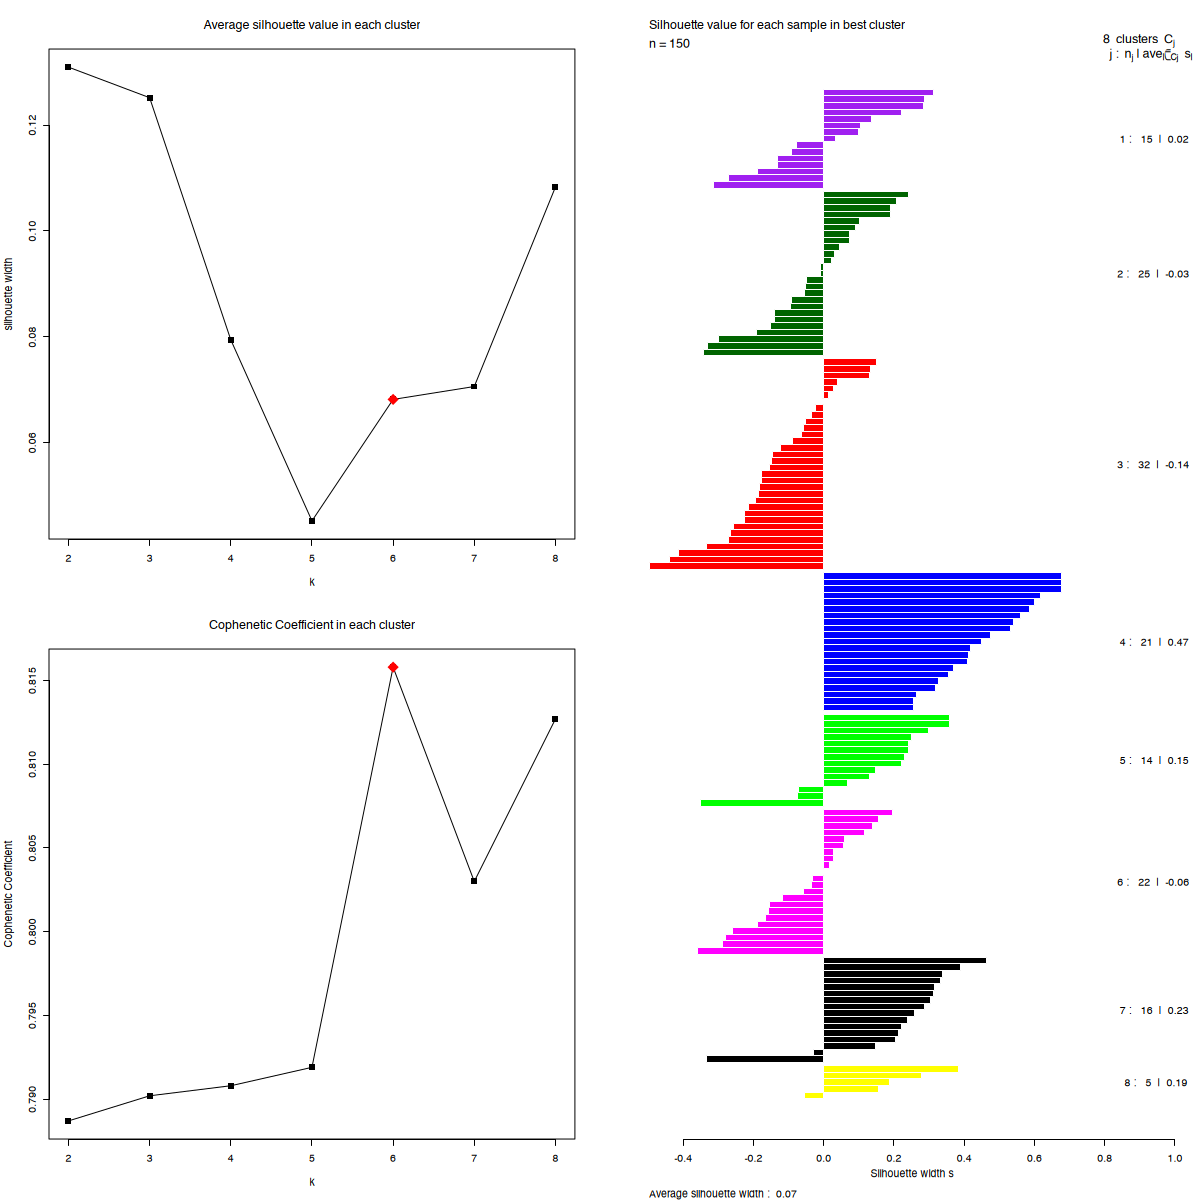 Average silhouette value in each cluster
silhouette width
0.12
0.10
0.08
0.06
2 3 4 5 6 7 8
k
Cophenetic Coefficient in each cluster
Cophenetic Coefficient
0.815
0.810
0.805
0.800
0.795
0.790
2 3 4 5 6 7 8
k
Silhouette value for each sample in best cluster
n = 150
8 clusters Cj
j : nj | ave
1 : 15 | 0.02
2 : 25 | -0.03
3 : 32 | -0.14
4 : 21 | 0.47
5 : 14 | 0.15
6 : 22 | -0.06
7 : 16 | 0.23
8 : 5 | 0.19
-0.4 -0.2 0.0 0.2 0.4 0.6 0.8 1.0
Silhouette width s
Average silhouette width : 0.07